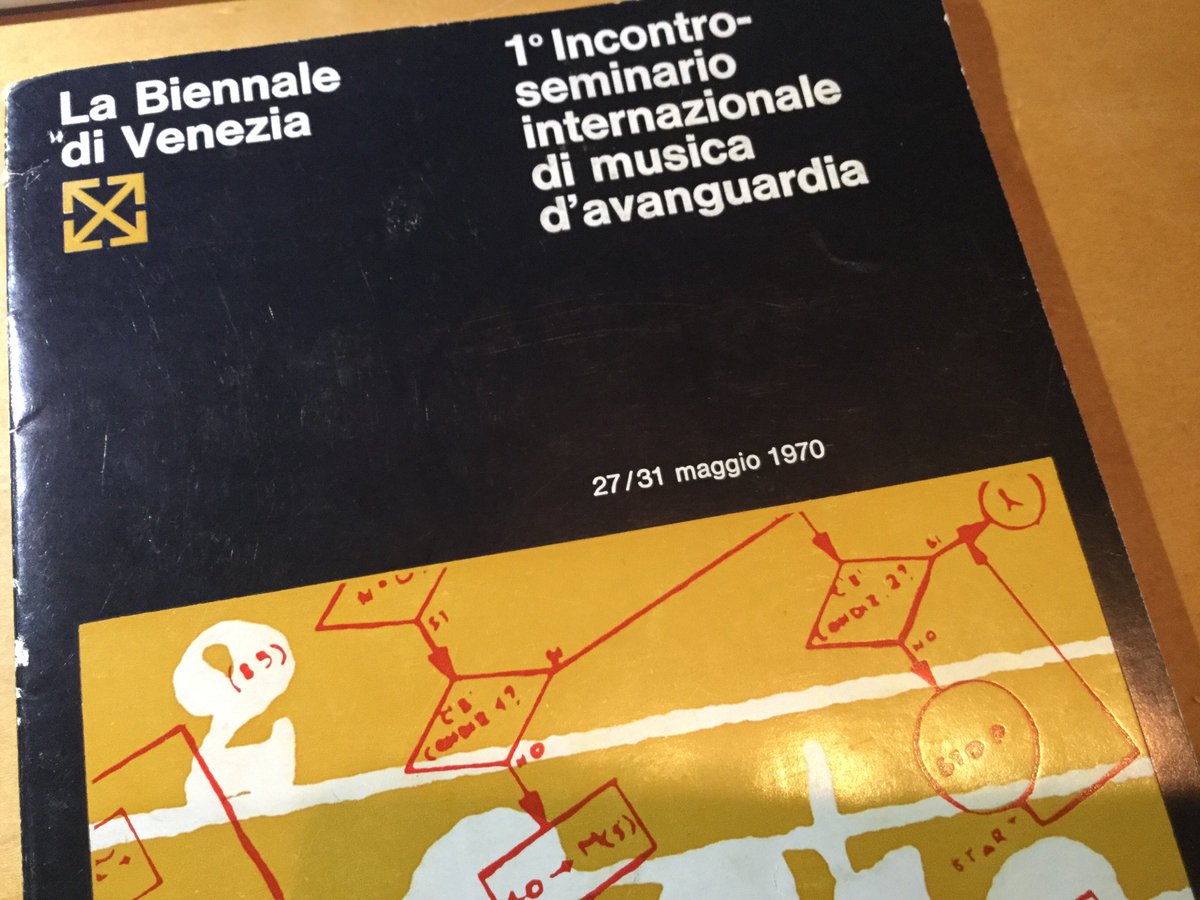 La Biennale
di Venezia
1° Incontro-
seminario
internazionale
di musica
d'avanguardia
27/31 maggio 1970
SI
SI
NO
NO
STOP
START